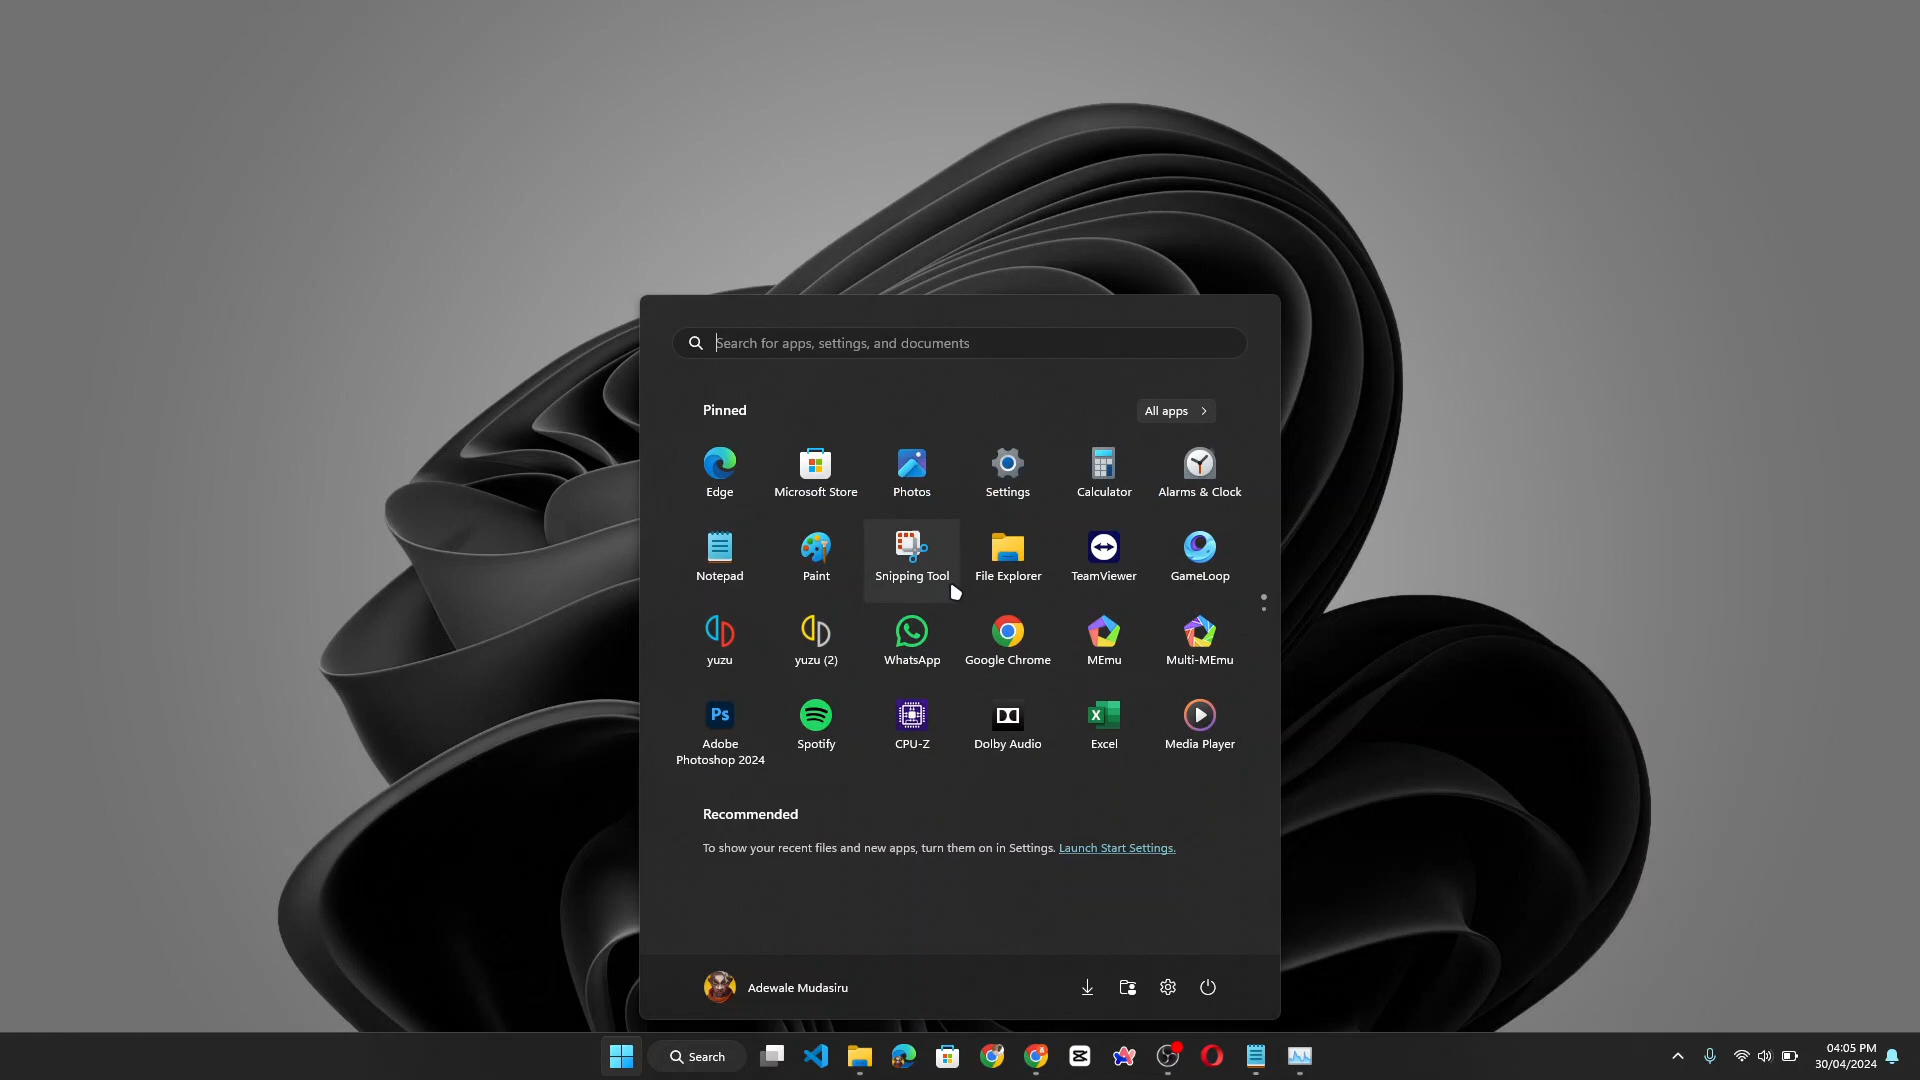 Search for apps, settings, and documents
Pinned
All apps
Edge
Microsoft Store
Photos
Settings
Calculator
Alarms & Clock
Notepad
Paint
Snipping Tool
File Explorer
TeamViewer
GameLoop
yuzu
yuzu (2)
WhatsApp
Google Chrome
MEmu
Multi-MEmu
Ps
Adobe
Photoshop 2024
Spotify
CPU-Z
Dolby Audio
X
Excel
Media Player
Recommended
To show your recent files and new apps, turn them on in Settings. Launch Start Settings.
Adewale Mudasiru
Search
04:05 PM
30/04/2024